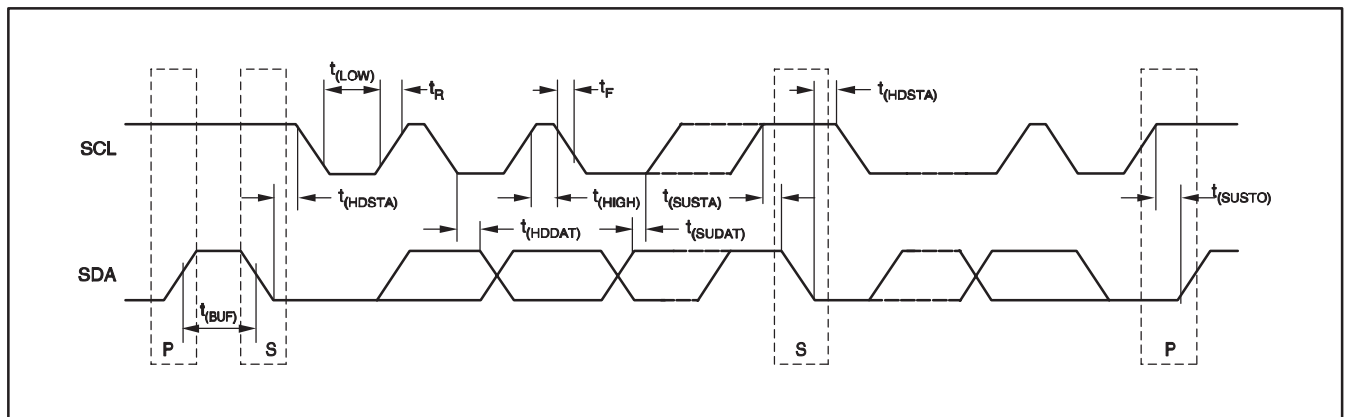 t(LOW)
tR
tF
t(HDSTA)
SCL
t(HDSTA)
t(HIGH)
t(SUSTA)
t(SUSTO)
t(HDDAT)
t(SUDAT)
SDA
t(BUF)
P
S
S
P